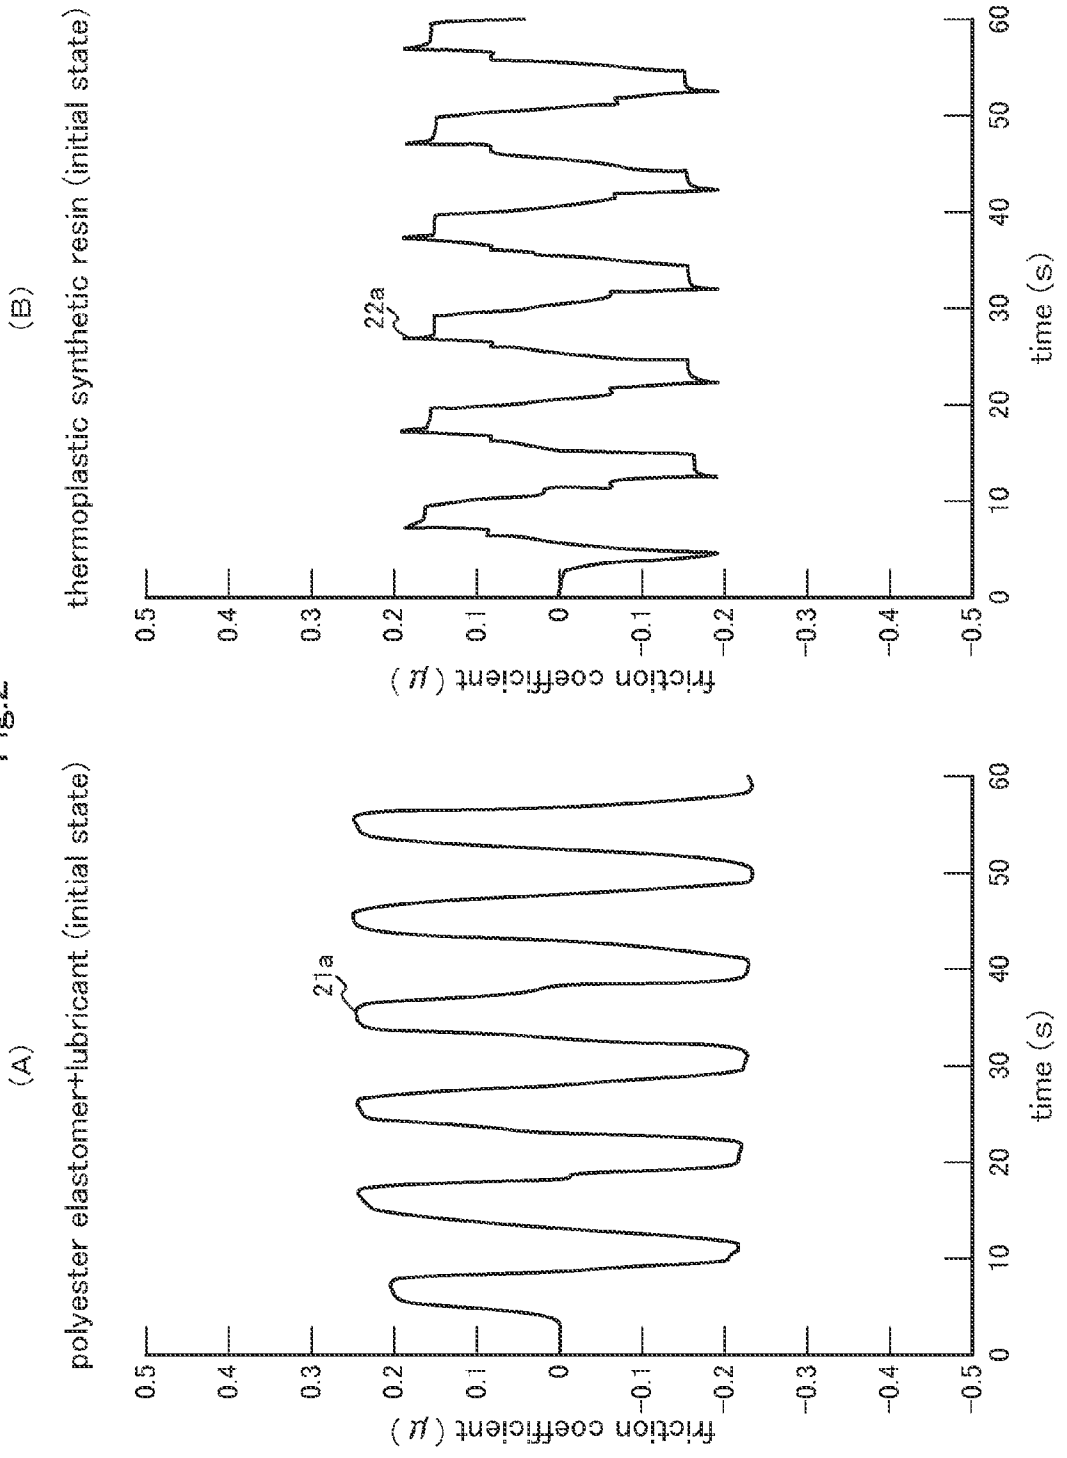 Fig.2
(A)
polyester elastomer+lubricant (initial state)
friction coefficient (μ)
0.5
0.4
0.3
0.2
0.1
0
-0.1
-0.2
-0.3
-0.4
-0.5
21a
0 10 20 30 40 50 60
time (s)
(B)
thermoplastic synthetic resin (initial state)
friction coefficient (μ)
0.5
0.4
0.3
0.2
0.1
0
-0.1
-0.2
-0.3
-0.4
-0.5
22a
0 10 20 30 40 50 60
time (s)